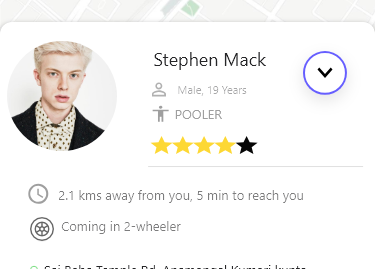 Stephen Mack
Male, 19 Years
POOLER
2.1 kms away from you, 5 min to reach you
Coming in 2-wheeler